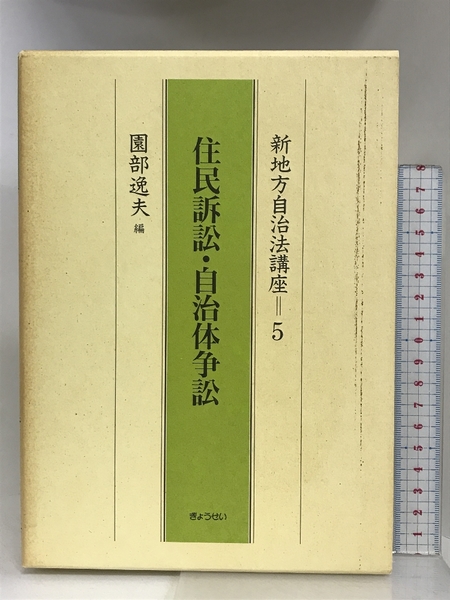 新地方自治法講座＝5
住民訴訟・自治体争訟
園部逸夫 編
ぎょうせい